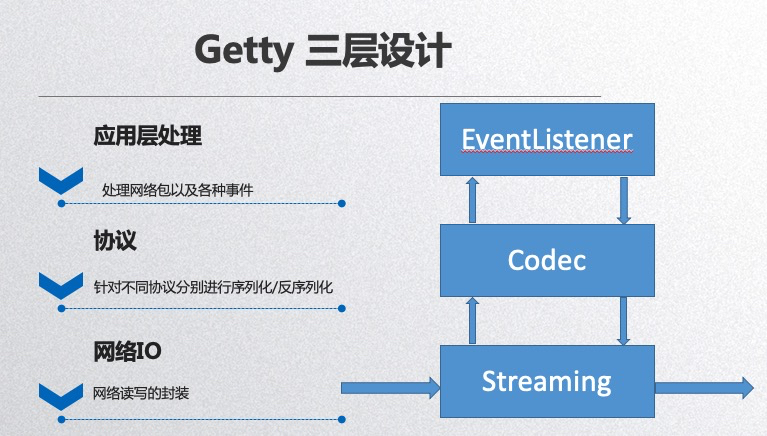 Getty 三层设计
应用层处理
处理网络包以及各种事件
协议
针对不同协议分别进行序列化/反序列化
网络IO
网络读写的封装
EventListener
Codec
Streaming